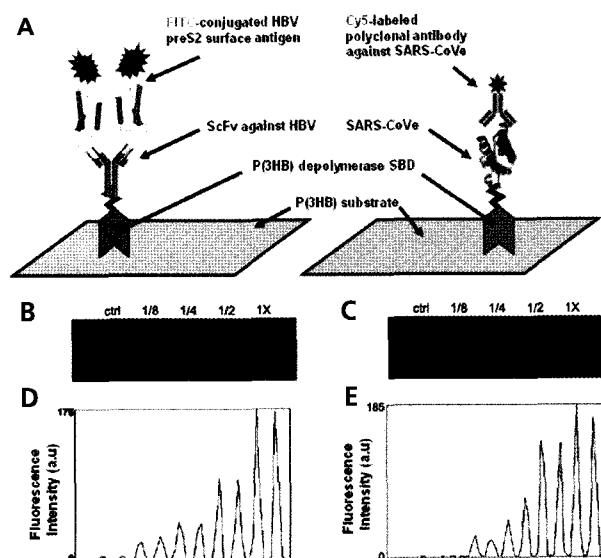 A
FITC-conjugated HBV
preS2 surface antigen
Cy5-labeled
polyclonal antibody
against SARS-CoVe
ScFv against HBV
SARS-CoVe
P(3HB) depolymerase SBD
P(3HB) substrate
B
ctrl 1/8 1/4 1/2 1X
C
ctrl 1/8 1/4 1/2 1X
D
Fluorescence
Intensity (a.u)
E
185
0
Fluorescence
Intensity (a.u)